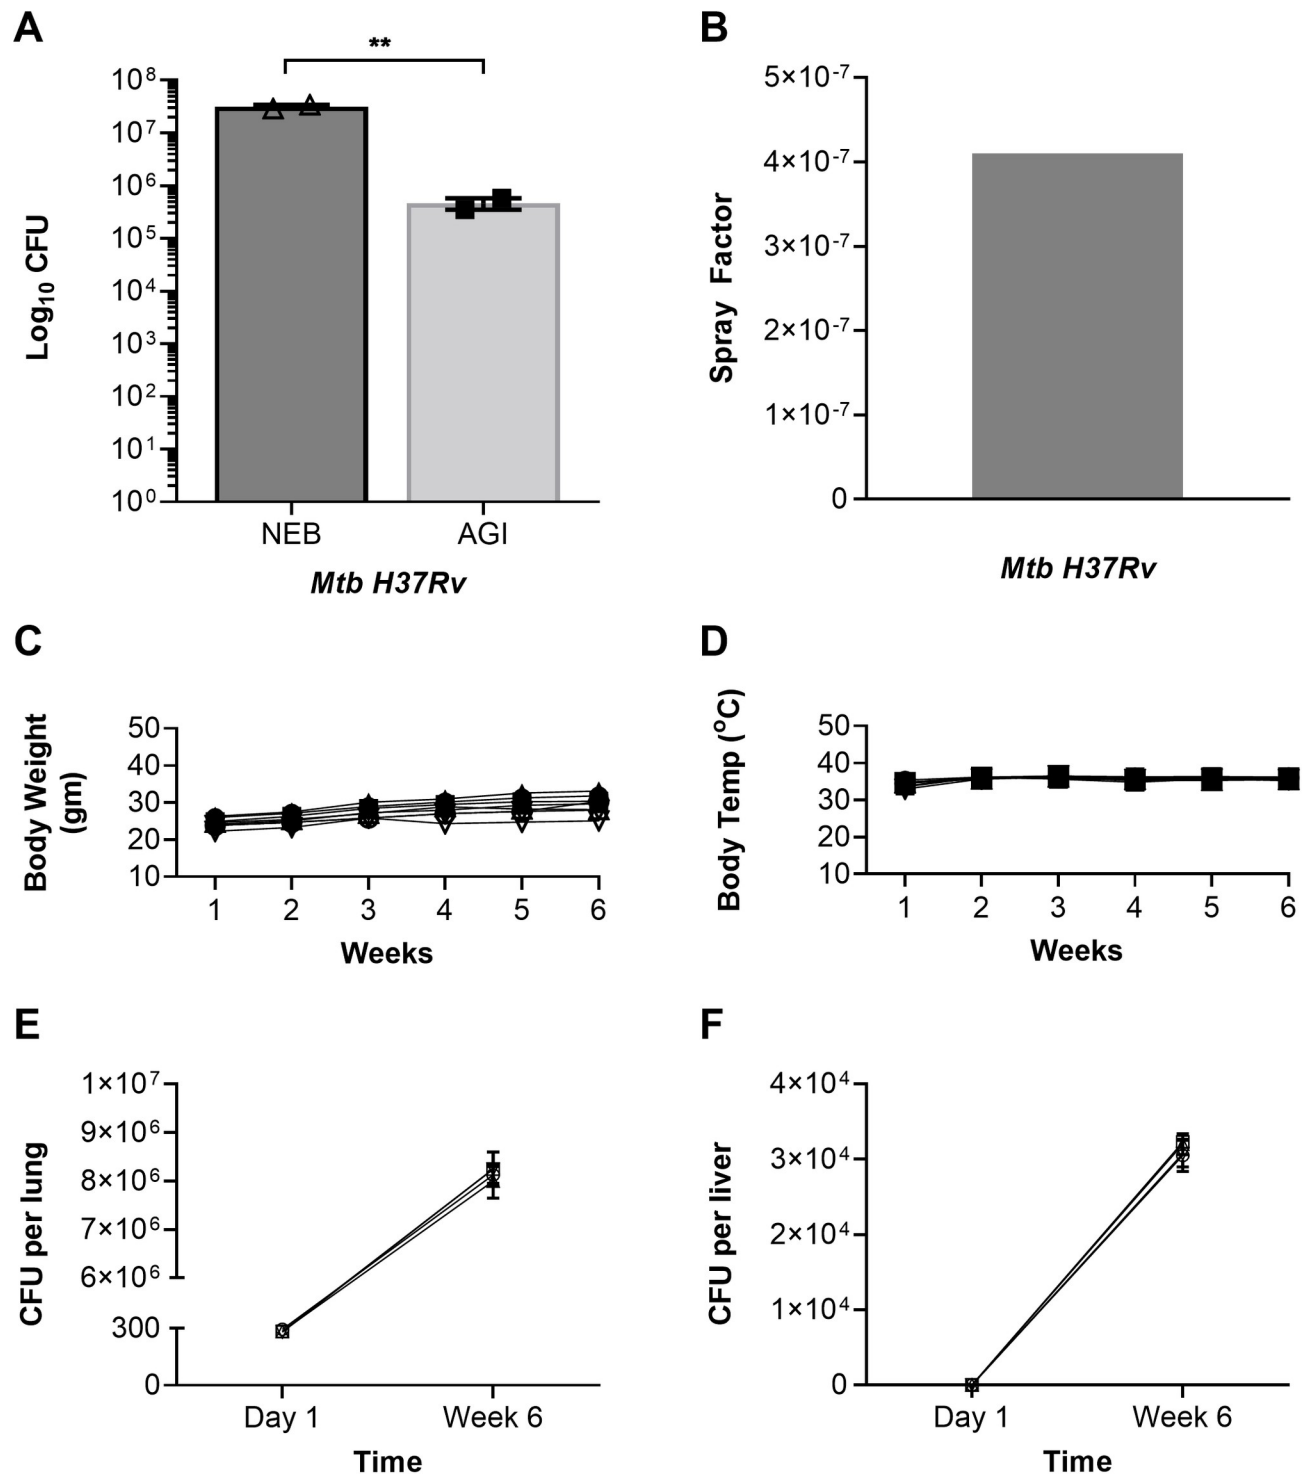 A
**
10⁸
10⁷
10⁶
10⁵
10⁴
10³
10²
10¹
10⁰
Log₁₀ CFU
NEB AGI
Mtb H37Rv
B
5×10⁻⁷
4×10⁻⁷
3×10⁻⁷
2×10⁻⁷
1×10⁻⁷
0
Spray Factor
Mtb H37Rv
C
50
40
30
20
10
Body Weight
(gm)
1 2 3 4 5 6
Weeks
D
50
40
30
20
10
Body Temp (⁰C)
1 2 3 4 5 6
Weeks
E
1×10⁷
9×10⁶
8×10⁶
7×10⁶
6×10⁶
300
0
CFU per lung
Day 1 Week 6
Time
F
4×10⁴
3×10⁴
2×10⁴
1×10⁴
0
CFU per liver
Day 1 Week 6
Time